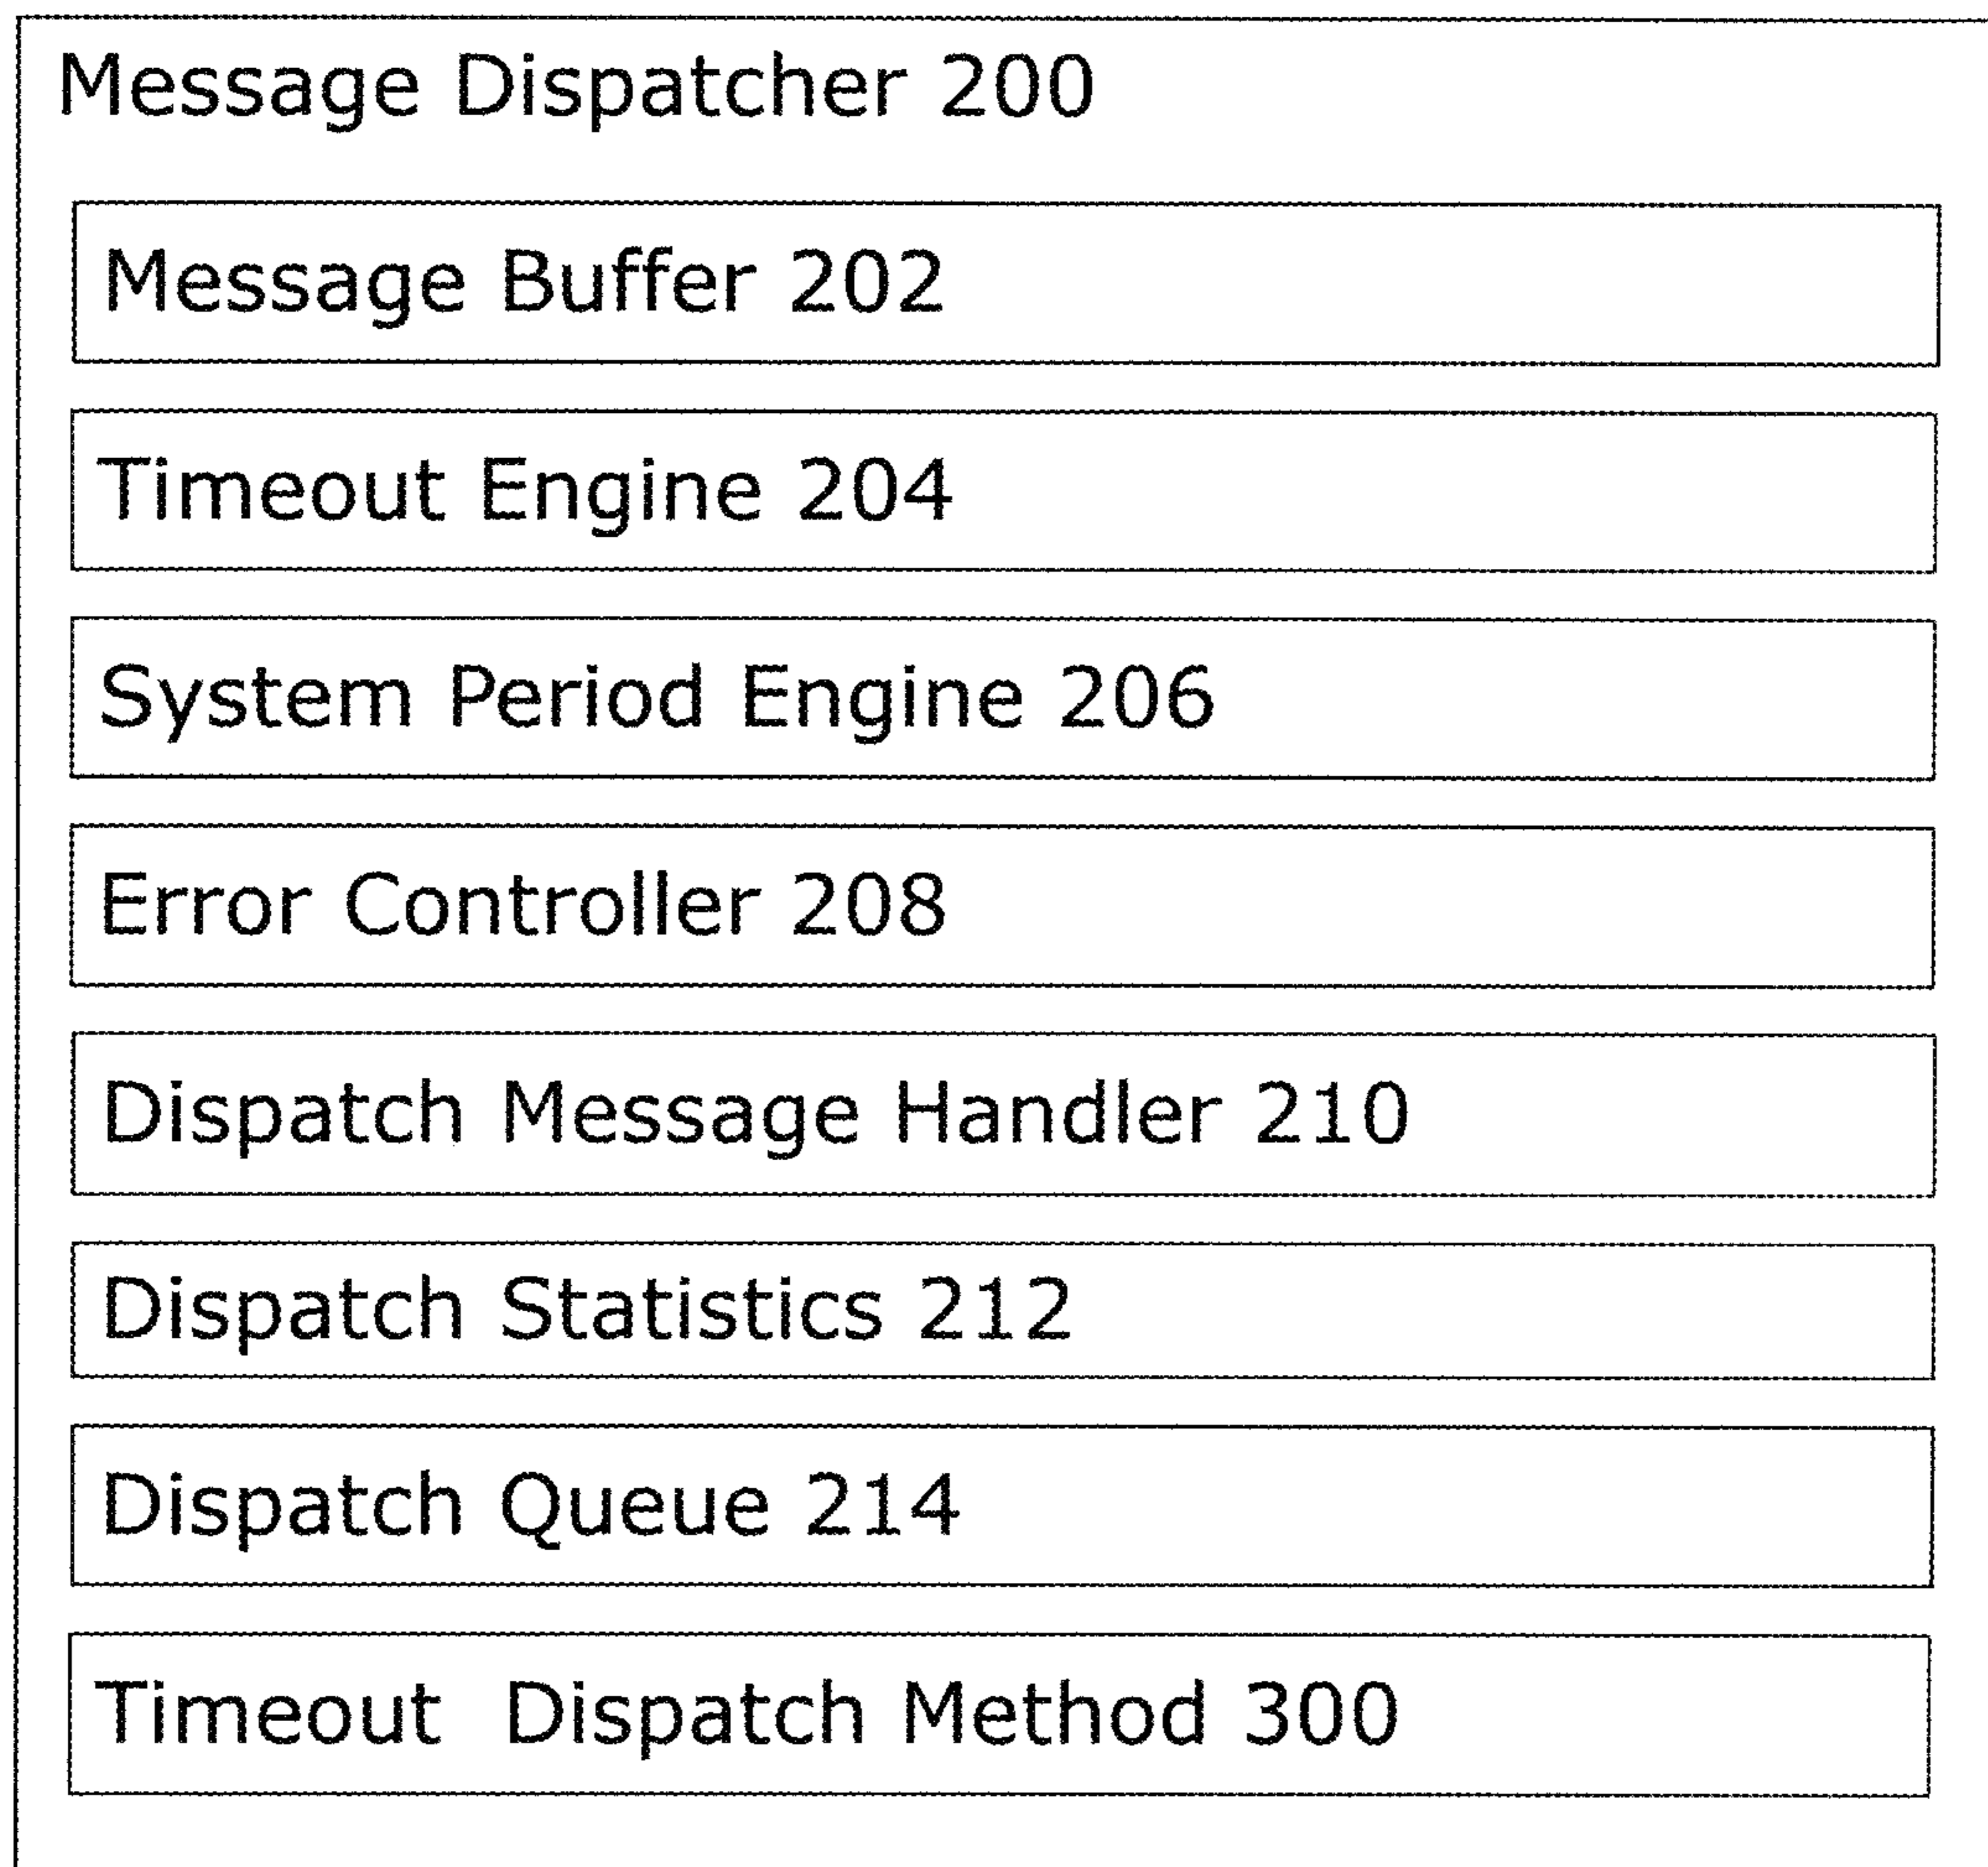 Message Dispatcher 200
Message Buffer 202
Timeout Engine 204
System Period Engine 206
Error Controller 208
Dispatch Message Handler 210
Dispatch Statistics 212
Dispatch Queue 214
Timeout Dispatch Method 300